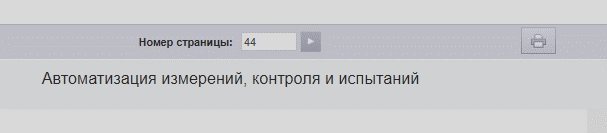 Номер страницы: 44
Автоматизация измерений, контроля и испытаний